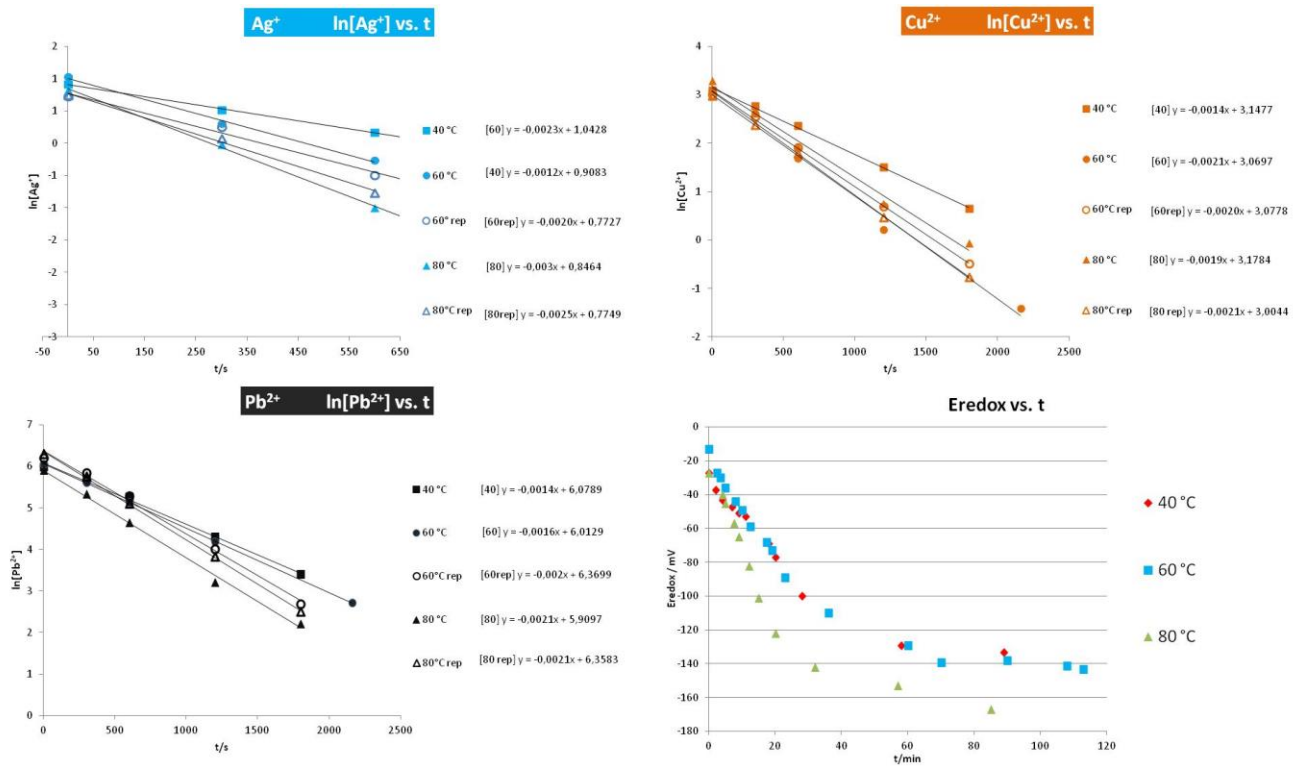 Ag⁺ ln[Ag⁺] vs. t
2
1
1
0
-1
-1
-2
-2
-3
-3
-50 50 150 250 350 450 550 650
ln[Ag⁺]
t/s
40 °C [60] y = -0,0023x + 1,0428
60 °C [40] y = -0,0012x + 0,9083
60° rep [60rep] y = -0,0020x + 0,7727
80 °C [80] y = -0,003x + 0,8464
80°C rep [80rep] y = -0,0025x + 0,7749
Cu²⁺ ln[Cu²⁺] vs. t
4
3
2
1
0
-1
-2
0 500 1000 1500 2000 2500
ln[Cu²⁺]
t/s
40 °C [40] y = -0,0014x + 3,1477
60 °C [60] y = -0,0021x + 3,0697
60°C rep [60rep] y = -0,0020x + 3,0778
80 °C [80] y = -0,0019x + 3,1784
80°C rep [80 rep] y = -0,0021x + 3,0044
Pb²⁺ ln[Pb²⁺] vs. t
7
6
5
4
3
2
1
0
0 500 1000 1500 2000 2500
ln[Pb²⁺]
t/s
40 °C [40] y = -0,0014x + 6,0789
60 °C [60] y = -0,0016x + 6,0129
60°C rep [60rep] y = -0,002x + 6,3699
80 °C [80] y = -0,0021x + 5,9097
80°C rep [80 rep] y = -0,0021x + 6,3583
Eredox vs. t
-0
-20
-40
-60
-80
-100
-120
-140
-160
-180
0 20 40 60 80 100 120
Eredox / mV
t/min
40 °C
60 °C
80 °C